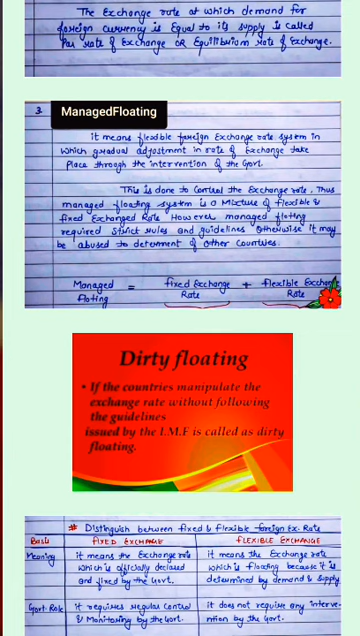 The Exchange rate at which demand for
foreign currency is Equal to its supply is called
Par rate of Exchange OR Equilibrium rate of Exchange.
3. ManagedFloating
it means flexible foreign Exchange rate system in
which gradual adjustment in rate of Exchange take
Place through the intervention of the Govt.
This is done to control the Exchange rate. Thus
managed floating system is a Mixture of flexible &
fixed Exchanged Rate However managed floting
required strict rules and guidelines otherwise it may
be abused to determent of other Countries.
Managed = fixed Exchange + flexible Exchange
floting Rate Rate
Dirty floating
• If the countries manipulate the
exchange rate without following
the guidelines
issued by the I.M.F is called as dirty
floating.
# Distinguish between fixed & flexible foreign Ex. Rate
Basis FIXED EXCHANGE FLEXIBLE EXCHANGE
Meaning it means the Exchange rate it means the Exchange rate
which is officially declared which is floating because it is
and fixed by the Govt. determined by demand & supply
Govt. Role it requires regular Control it does not require any interve-
& Monitoring by the Govt. ntion by the Govt.